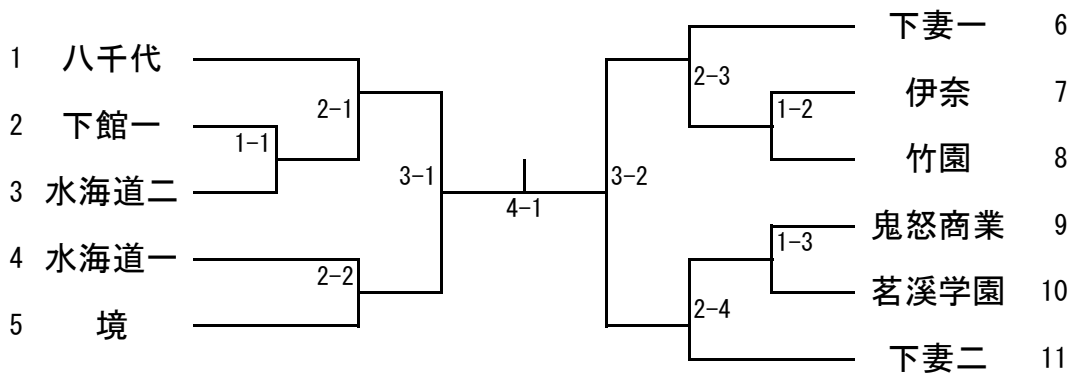 1 八千代
2 下館一
3 水海道二
4 水海道一
5 境
1-1
2-1
2-2
3-1
4-1
3-2
2-3
1-2
1-3
2-4
下妻一 6
伊奈 7
竹園 8
鬼怒商業 9
茗溪学園 10
下妻二 11